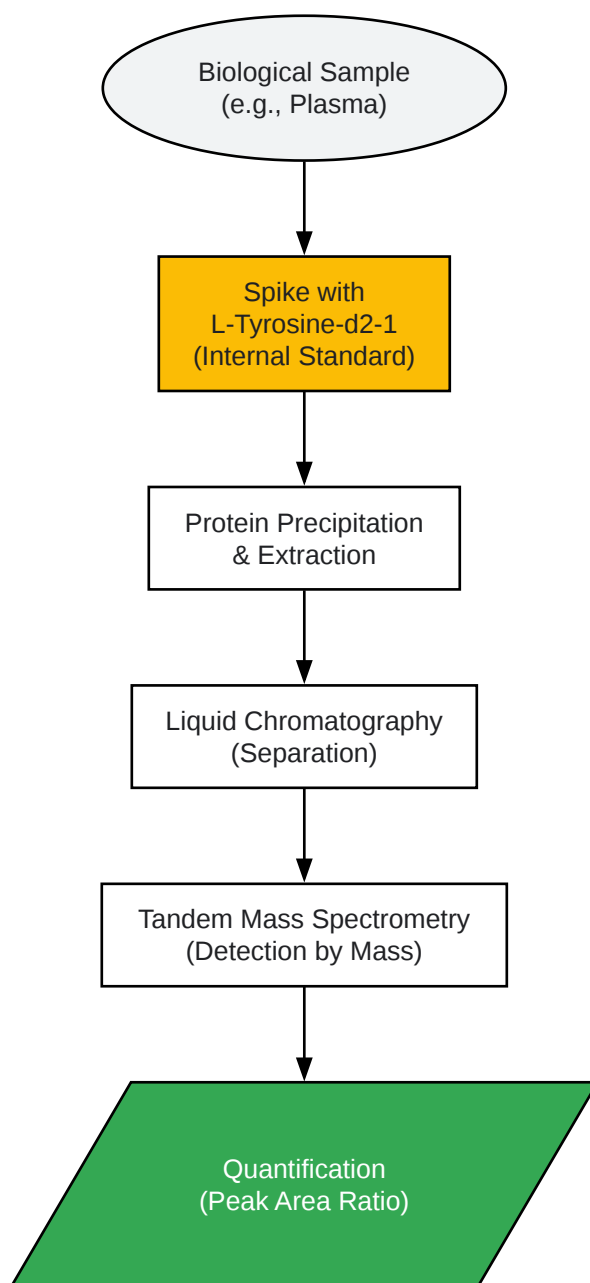 Biological Sample
(e.g., Plasma)
Spike with
L-Tyrosine-d2-1
(Internal Standard)
Protein Precipitation
& Extraction
Liquid Chromatography
(Separation)
Tandem Mass Spectrometry
(Detection by Mass)
Quantification
(Peak Area Ratio)